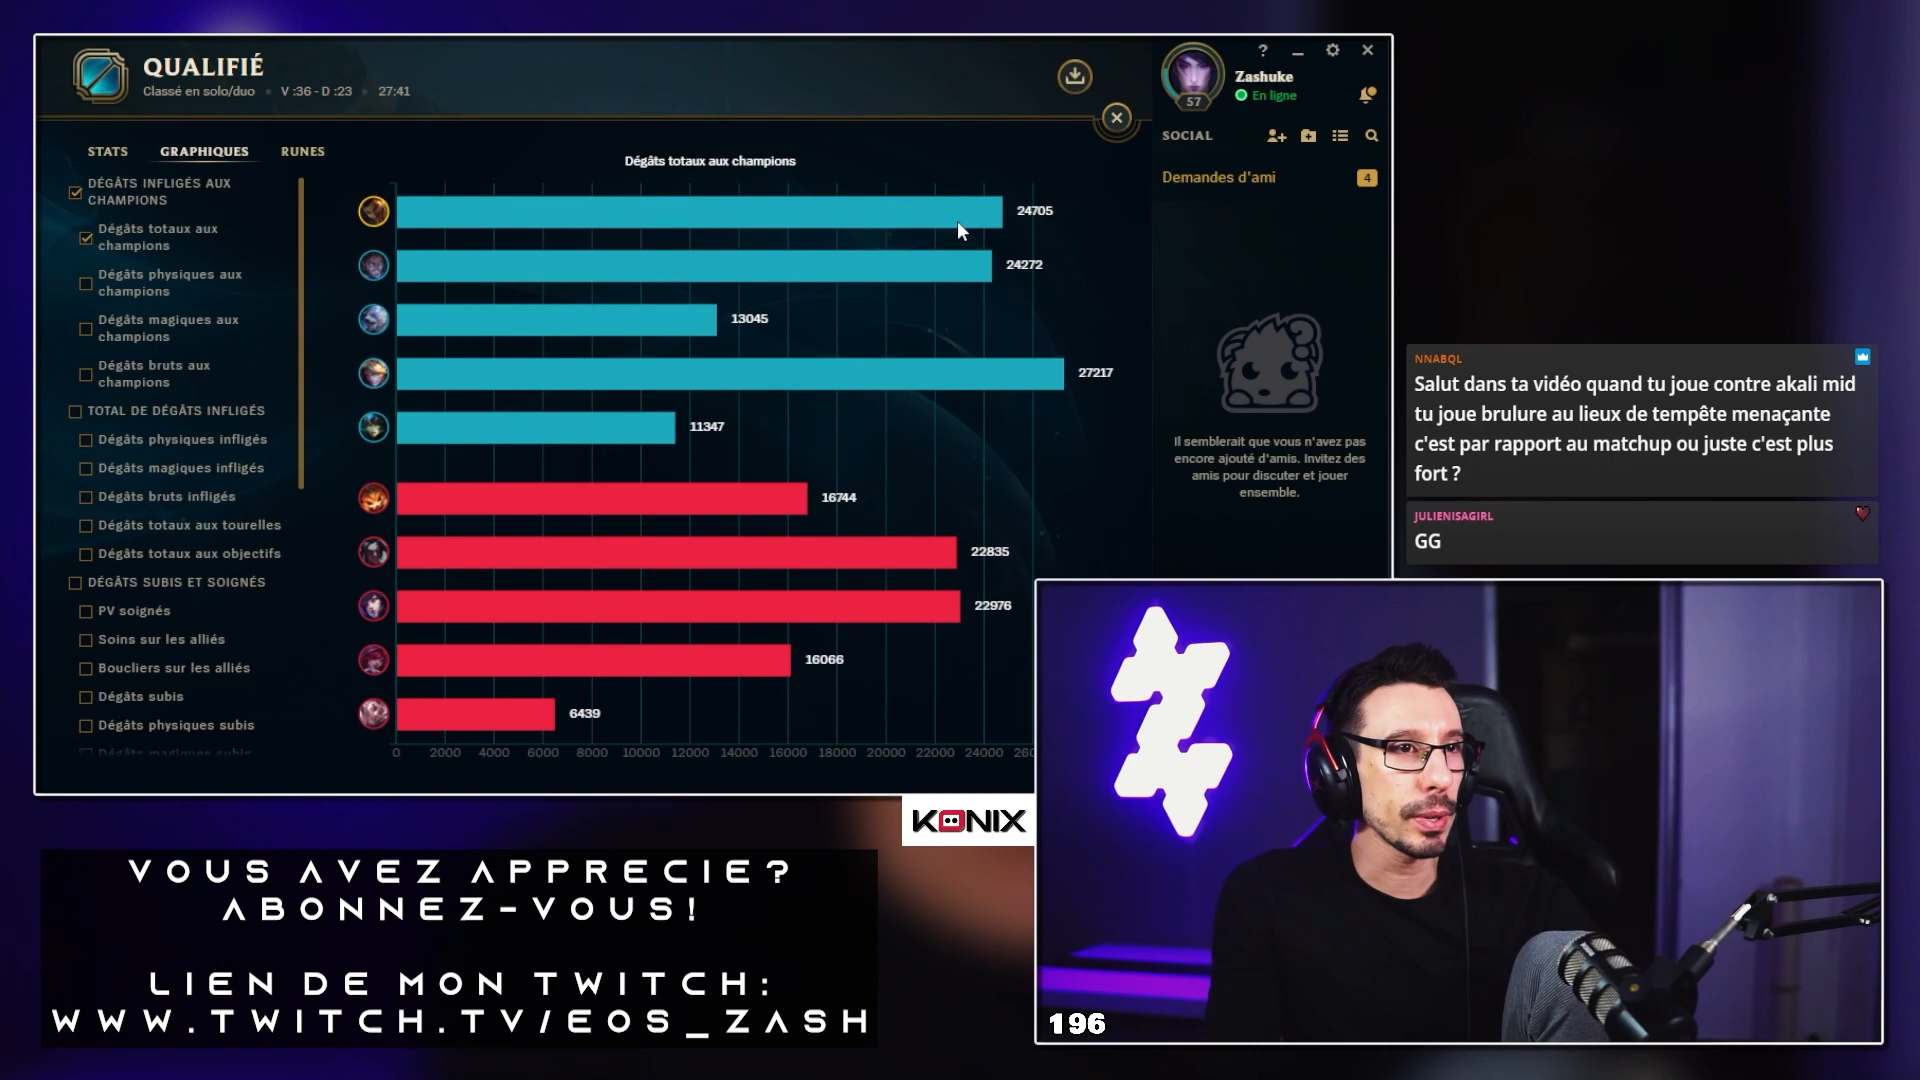 QUALIFIÉ
Classé en solo/duo • V :36 - D :23 • 27:41
STATS GRAPHIQUES RUNES
DÉGÂTS INFLIGÉS AUX
CHAMPIONS
Dégâts totaux aux
champions
Dégâts physiques aux
champions
Dégâts magiques aux
champions
Dégâts bruts aux
champions
TOTAL DE DÉGÂTS INFLIGÉS
Dégâts physiques infligés
Dégâts magiques infligés
Dégâts bruts infligés
Dégâts totaux aux tourelles
Dégâts totaux aux objectifs
DÉGÂTS SUBIS ET SOIGNÉS
PV soignés
Soins sur les alliés
Boucliers sur les alliés
Dégâts subis
Dégâts physiques subis
Dégâts magiques subis
Dégâts totaux aux champions
24705
24272
13045
27217
11347
16744
22835
22976
16066
6439
0 2000 4000 6000 8000 10000 12000 14000 16000 18000 20000 22000 24000
?
Zashuke
57
En ligne
SOCIAL
Demandes d'ami 4
Il semblerait que vous n'avez pas
encore ajouté d'amis. Invitez des
amis pour discuter et jouer
ensemble.
NNABQL
Salut dans ta vidéo quand tu joue contre akali mid
tu joue brulure au lieux de tempête menaçante
c'est par rapport au matchup ou juste c'est plus
fort ?
JULIENISAGIRL
GG
KONIX
196
VOUS AVEZ APPRECIE?
ABONNEZ-VOUS!
LIEN DE MON TWITCH:
WWW.TWITCH.TV/EOS_ZASH